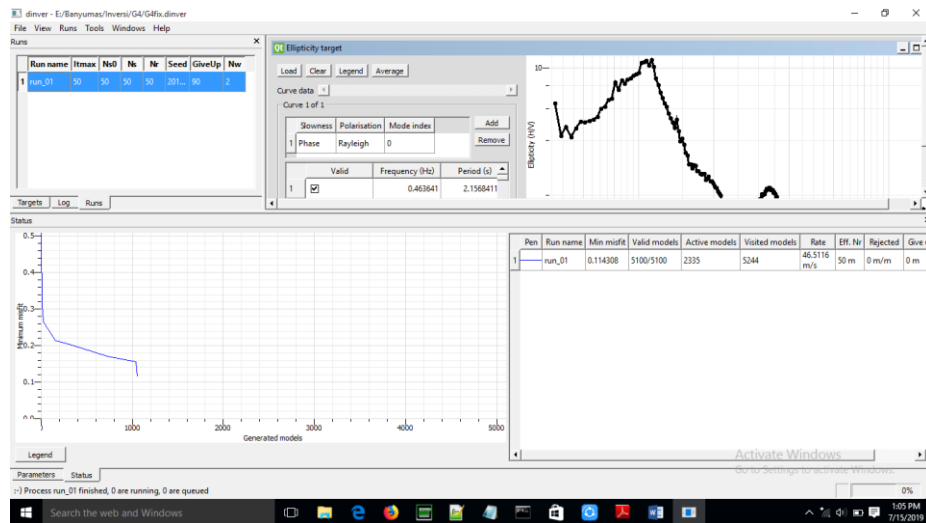 dinver - E:/Banyumas/Inversi/G4/G4fix.dinver
File View Runs Tools Windows Help
Runs
Run name Itmax Ns0 Ns Nr Seed GiveUp Nw
1 run_01 50 50 50 50 201... 90 2
Targets Log Runs
Ellipticity target
Load Clear Legend Average
Curve data
Curve 1 of 1
Slowness Polarisation Mode index
1 Phase Rayleigh 0
Add
Remove
Valid Frequency (Hz) Period (s)
1 0.463641 2.1568411
10
Ellipticity (H/V)
Status
0.5
0.4
0.3
0.2
0.1
0.0
Minimum misfit
1000 3000 4000 5000
Generated models
Legend
Pen Run name Min misfit Valid models Active models Visited models Rate Eff. Nr Rejected Give
1 run_01 0.114308 5100/5100 2335 5244 46.5116 m/s 50 m 0 m/m 0 m
Parameters Status
:-) Process run_01 finished, 0 are running, 0 are queued
Activate Windows
Go to Settings to activate Windows.
0%
Search the web and Windows
1:05 PM
7/15/2019